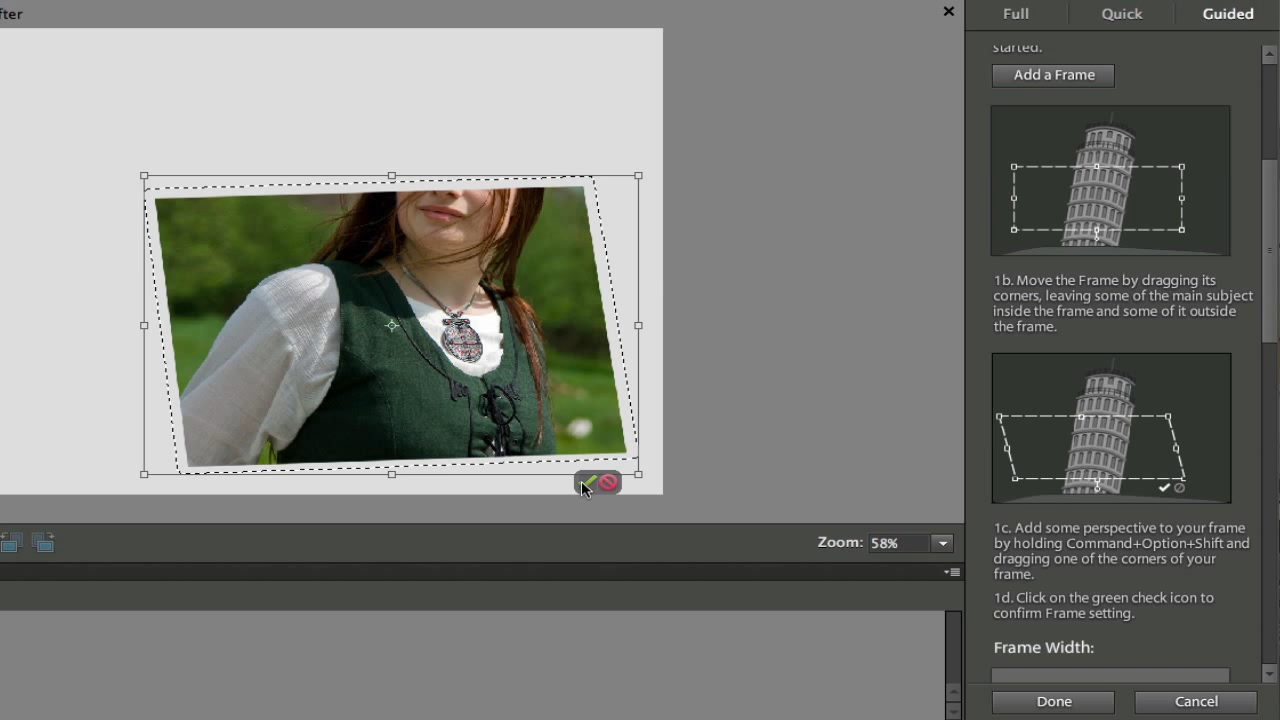 fter
Full Quick Guided
started.
Add a Frame
1b. Move the Frame by dragging its
corners, leaving some of the main subject
inside the frame and some of it outside
the frame.
1c. Add some perspective to your frame
by holding Command+Option+Shift and
dragging one of the corners of your
frame.
1d. Click on the green check icon to
confirm Frame setting.
Frame Width:
Zoom: 58%
Done Cancel